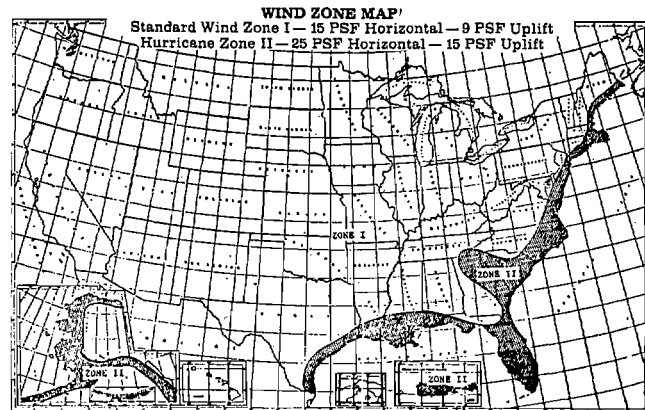 WIND ZONE MAP¹
Standard Wind Zone I — 15 PSF Horizontal — 9 PSF Uplift
Hurricane Zone II — 25 PSF Horizontal — 15 PSF Uplift
ZONE I
ZONE II
ZONE II
ZONE II